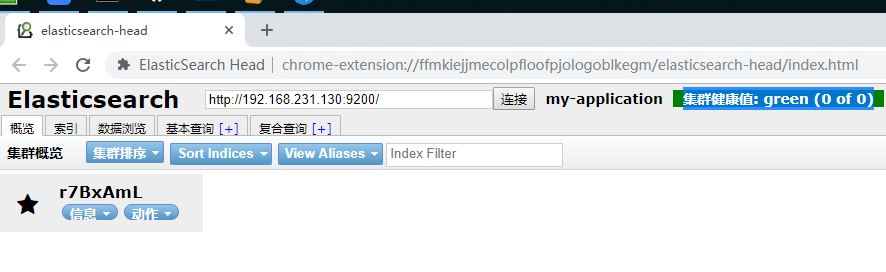 elasticsearch-head
ElasticSearch Head | chrome-extension://ffmkiejjmecolpfloofpjologoblkegm/elasticsearch-head/index.html
Elasticsearch http://192.168.231.130:9200/ 连接 my-application 集群健康值: green (0 of 0)
概览 索引 数据浏览 基本查询 [+] 复合查询 [+]
集群概览 集群排序 Sort Indices View Aliases Index Filter
r7BxAmL
信息 动作